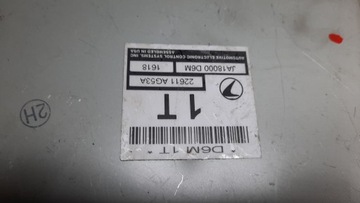 * D6M 1T *
1T
22611 AG53A
JA18000 D6M 1618
AUTOMOTIVE ELECTRONIC CONTROL SYSTEMS, INC
ASSEMBLED IN USA
2H